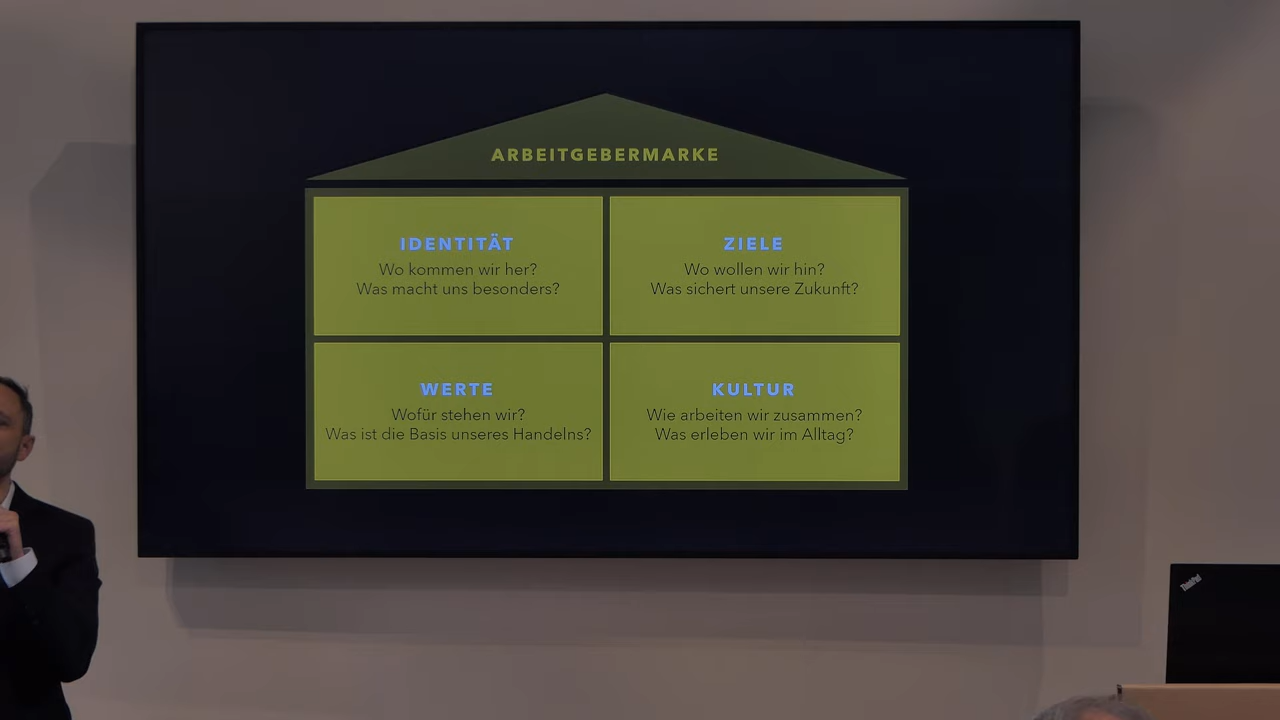 ARBEITGEBERMARKE
IDENTITÄT
Wo kommen wir her?
Was macht uns besonders?
ZIELE
Wo wollen wir hin?
Was sichert unsere Zukunft?
WERTE
Wofür stehen wir?
Was ist die Basis unseres Handelns?
KULTUR
Wie arbeiten wir zusammen?
Was erleben wir im Alltag?
ThinkPad